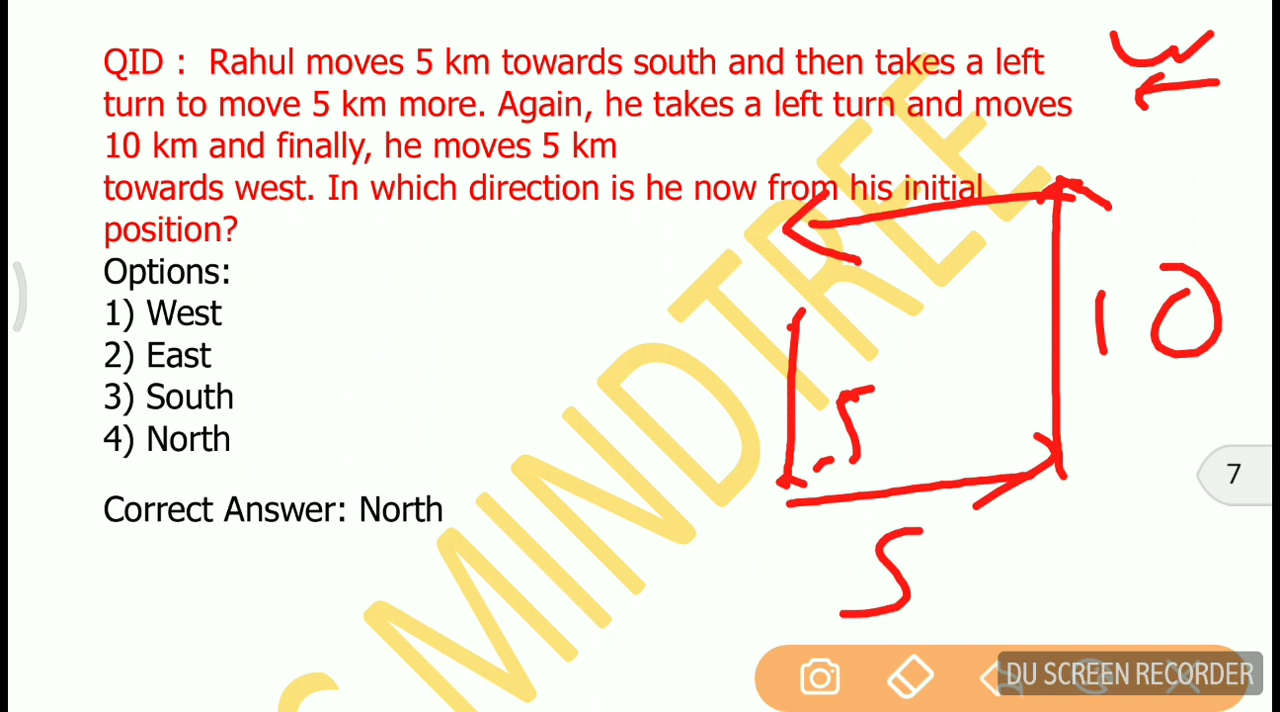 QID :  Rahul moves 5 km towards south and then takes a left
turn to move 5 km more. Again, he takes a left turn and moves
10 km and finally, he moves 5 km
towards west. In which direction is he now from his initial
position?
Options:
1) West
2) East
3) South
4) North
Correct Answer: North
W
10
5
5
7
S MINDTREE
DU SCREEN RECORDER